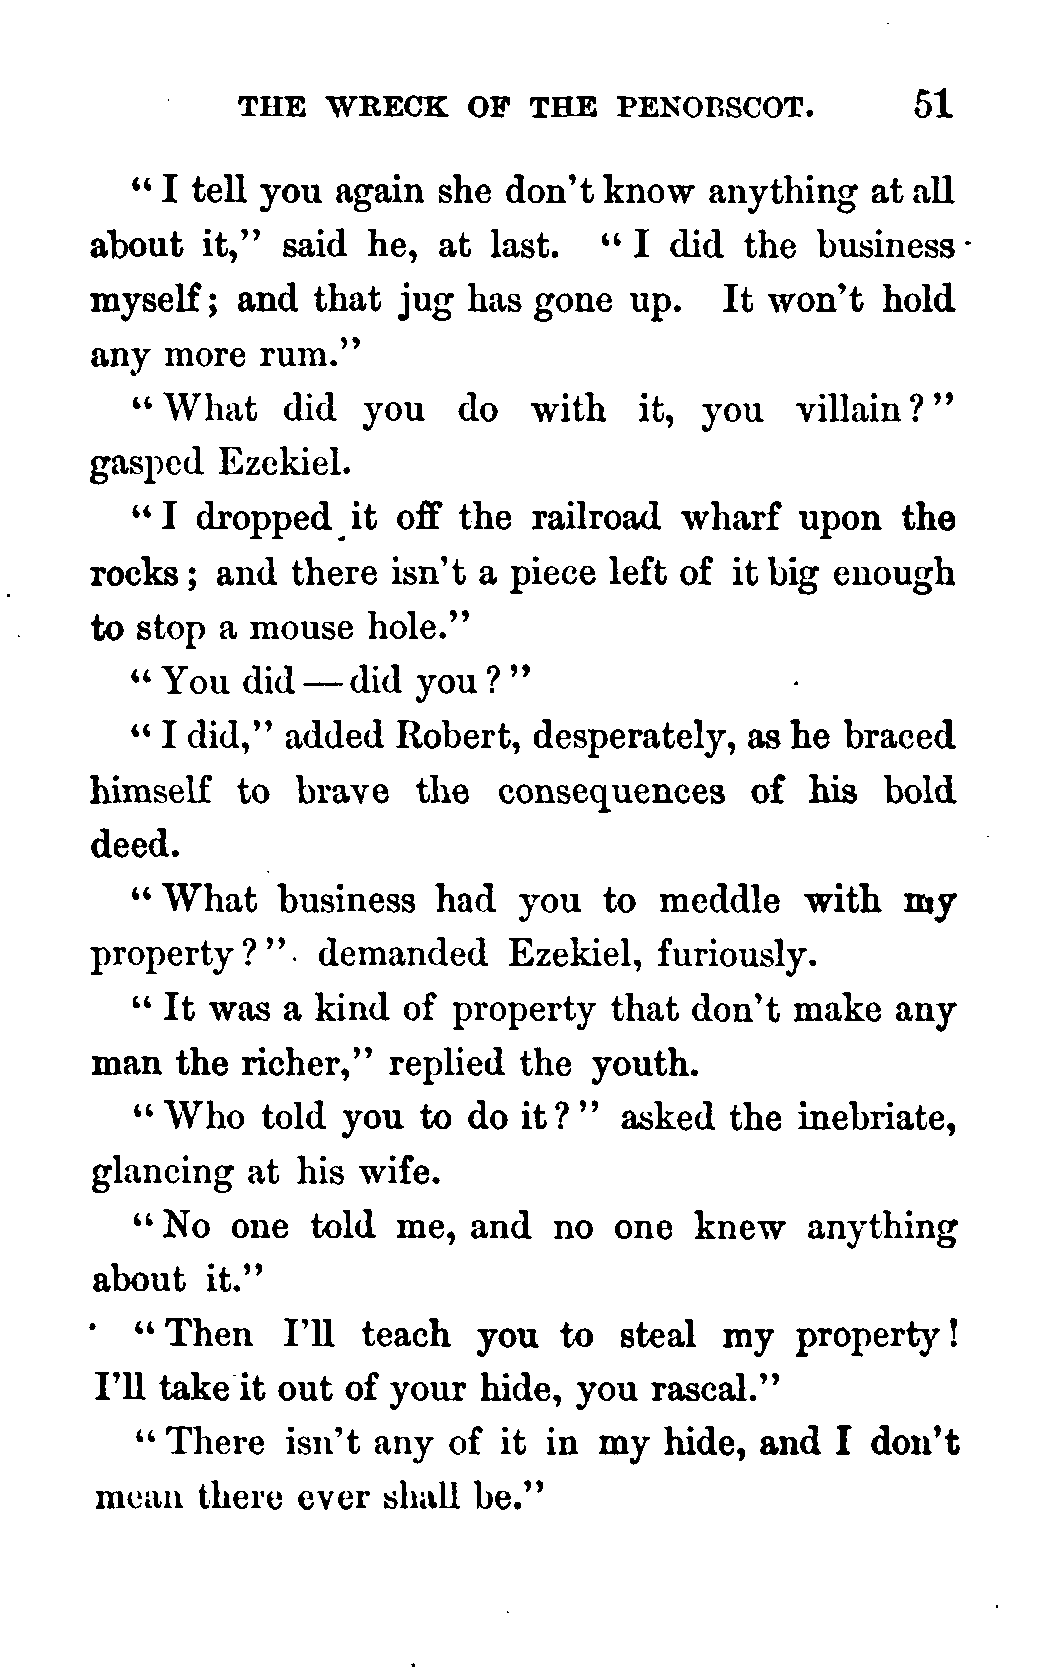 THE WRECK OF THE PENOBSCOT. 51
“I tell you again she don’t know anything at all
about it,” said he, at last. “I did the business
myself; and that jug has gone up. It won’t hold
any more rum.”
“What did you do with it, you villain?”
gasped Ezekiel.
“I dropped it off the railroad wharf upon the
rocks; and there isn’t a piece left of it big enough
to stop a mouse hole.”
“You did — did you?”
“I did,” added Robert, desperately, as he braced
himself to brave the consequences of his bold
deed.
“What business had you to meddle with my
property?” demanded Ezekiel, furiously.
“It was a kind of property that don’t make any
man the richer,” replied the youth.
“Who told you to do it?” asked the inebriate,
glancing at his wife.
“No one told me, and no one knew anything
about it.”
“Then I’ll teach you to steal my property!
I’ll take it out of your hide, you rascal.”
“There isn’t any of it in my hide, and I don’t
mean there ever shall be.”